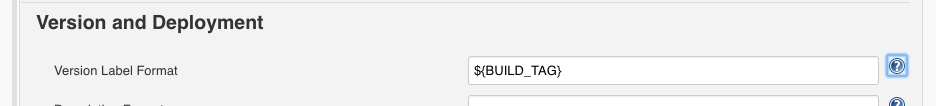 Version and Deployment
Version Label Format
${BUILD_TAG}